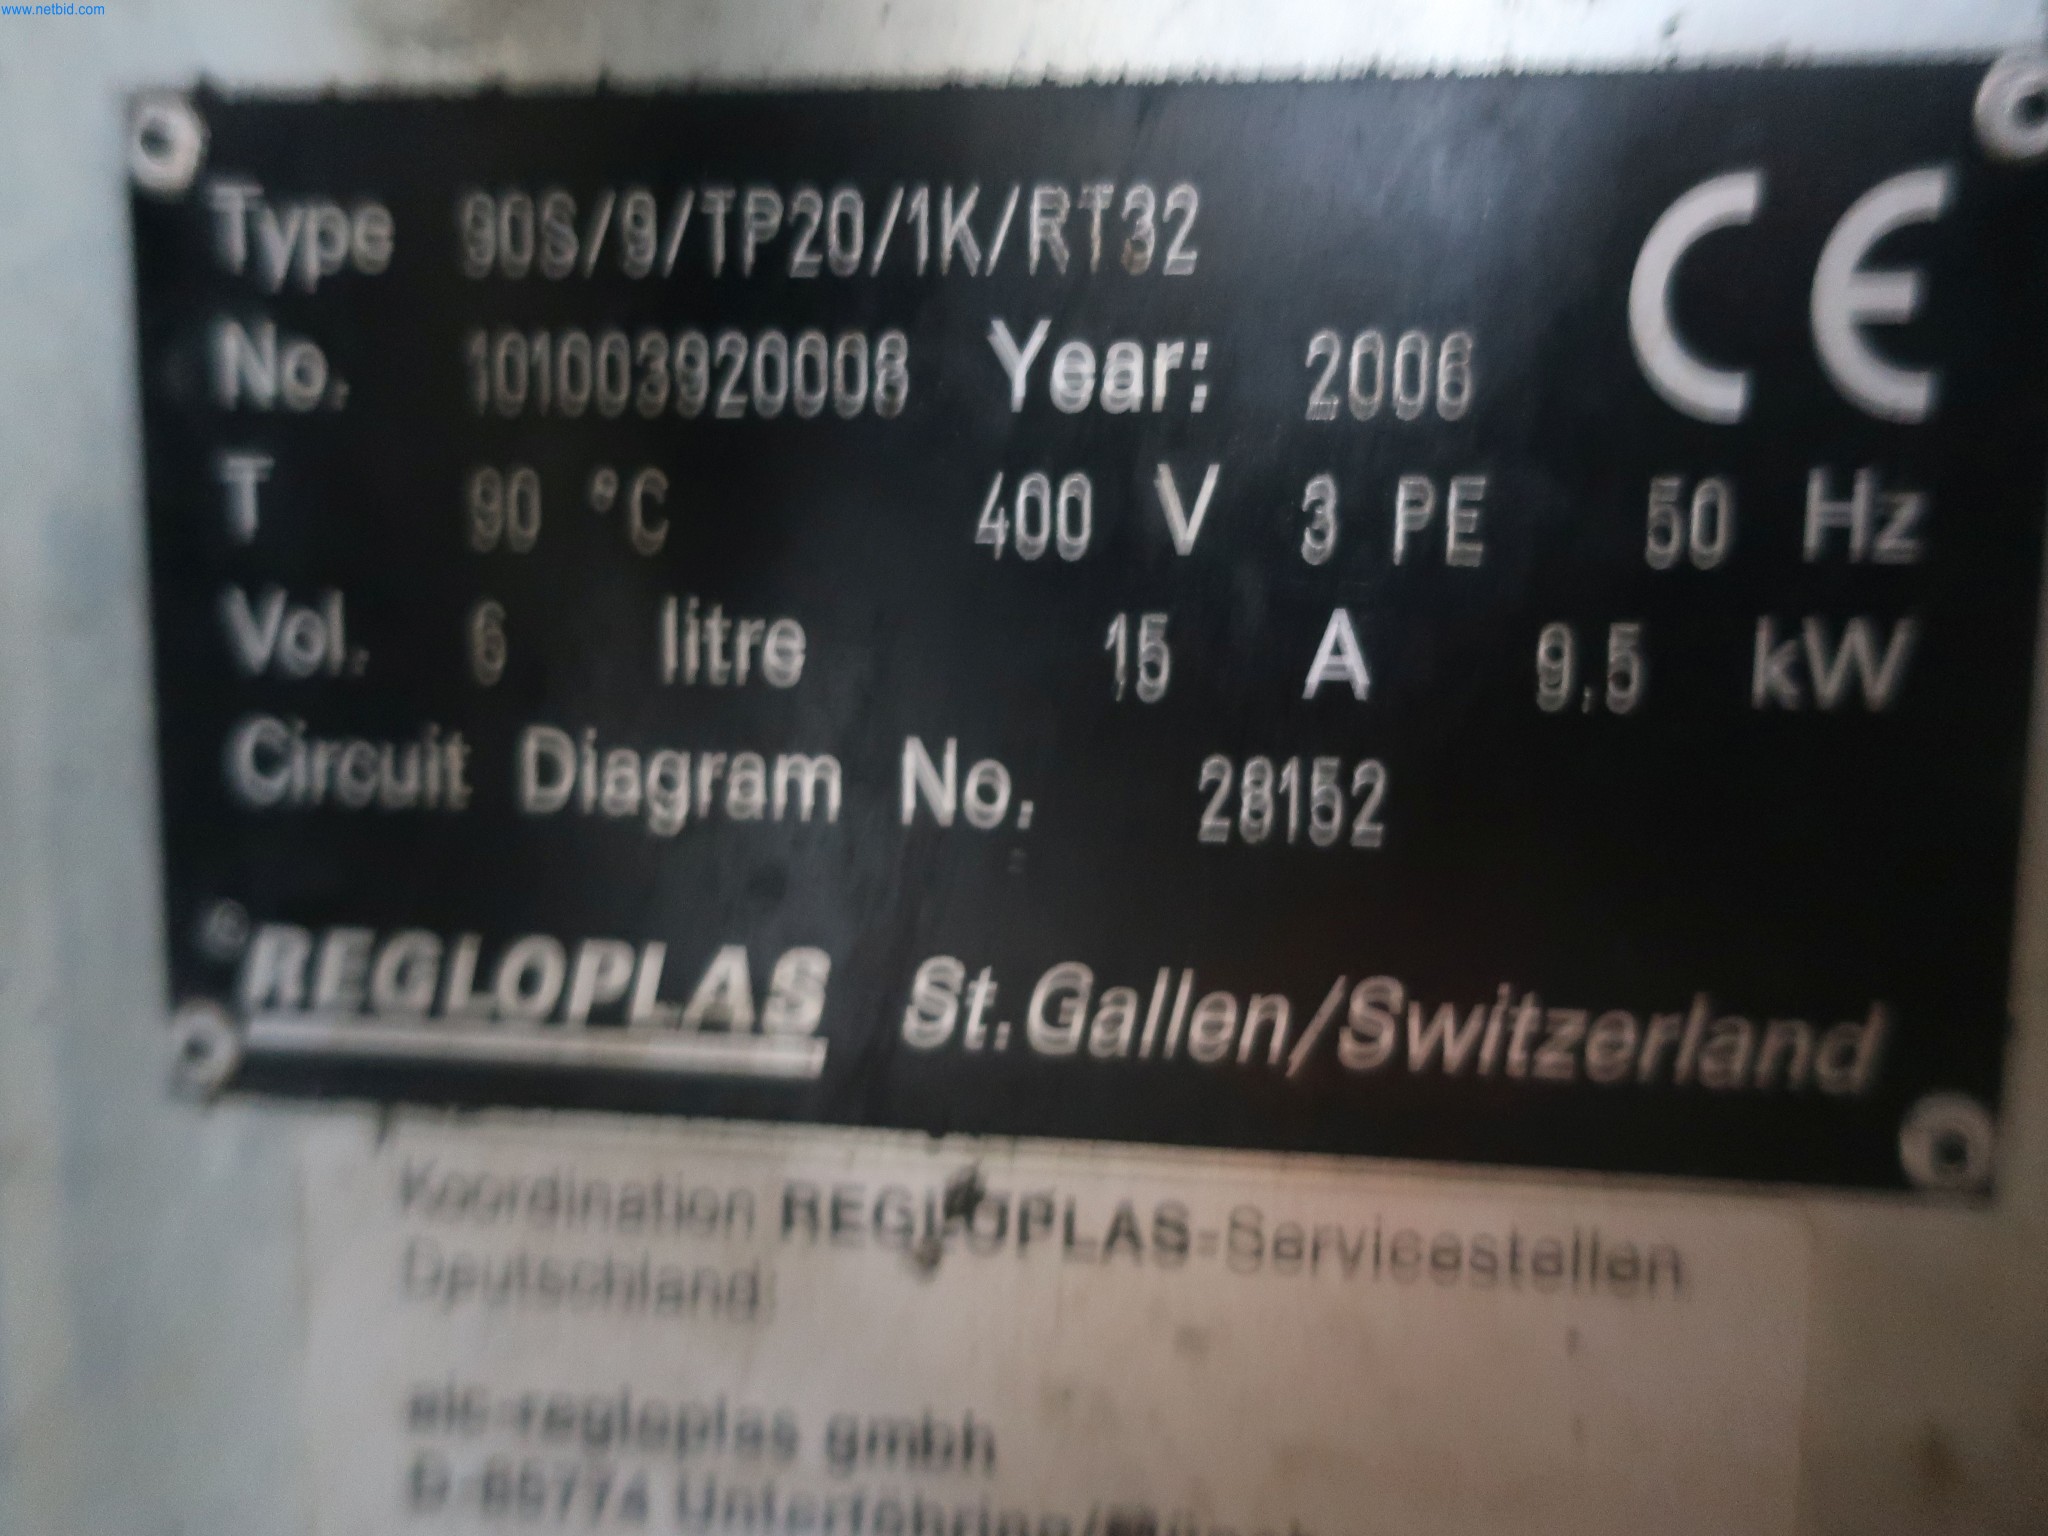 www.netbid.com
Type 90S/9/TP20/1K/RT32
No. 101003920008 Year: 2006
CE
T 90 °C 400 V 3 PE 50 Hz
Vol. 6 litre 15 A 9.5 kW
Circuit Diagram No. 28152
REGLOPLAS St.Gallen/Switzerland
Koordination REGLOPLAS-Servicestellen
Deutschland:
aic-regloplas gmbh